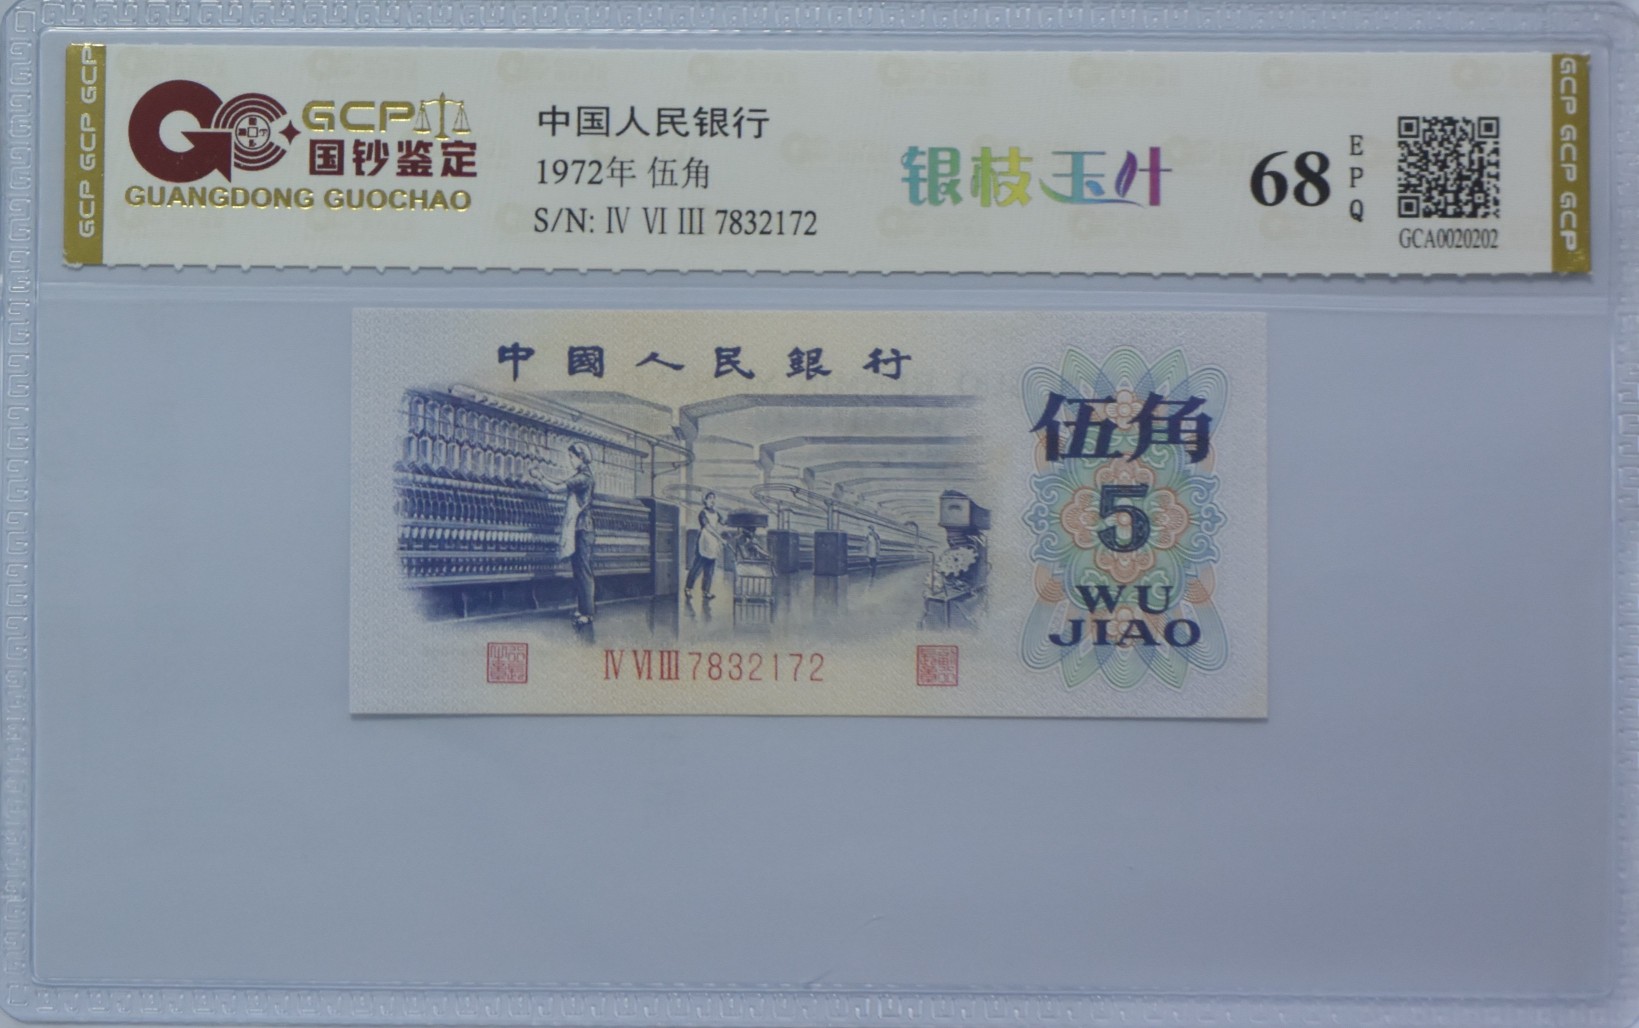 GCP
国钞鉴定
GUANGDONG GUOCHAO
中国人民银行
1972年 伍角
S/N: Ⅳ Ⅵ Ⅲ 7832172
银枝玉叶
68
EPQ
GCA0020202
GCP GCP GCP
GCP GCP GCP
中國人民銀行
伍角
5
WU
JIAO
Ⅳ Ⅵ Ⅲ 7832172